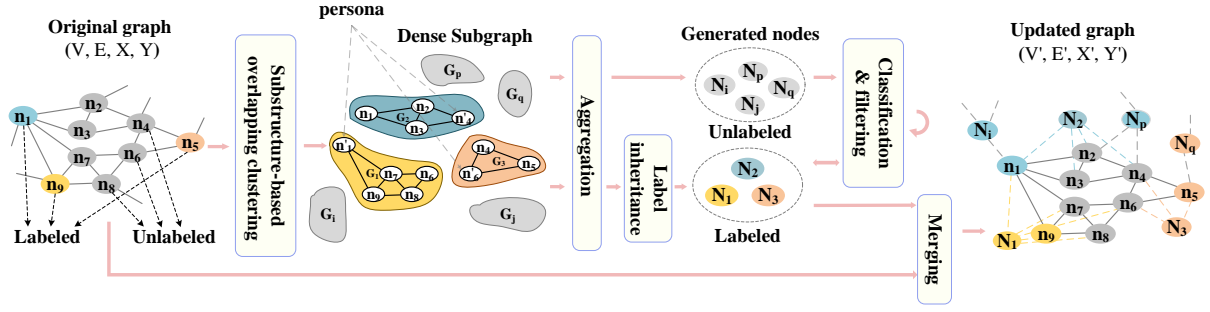 Original graph
(V, E, X, Y)
n1
n2
n3
n4
n5
n6
n7
n8
n9
Labeled
Unlabeled
Substructure-based
overlapping clustering
persona
Dense Subgraph
Gp
Gq
n1
n2
G2
n3
n'4
n'1
G1
n7
n6
n9
n8
n4
G3
n5
n'6
Gi
Gj
Aggregation
Label
inheritance
Generated nodes
Ni
Np
Nq
Nj
Unlabeled
N2
N1
N3
Labeled
Classification
& filtering
Merging
Updated graph
(V', E', X', Y')
Ni
N2
Np
Nq
n1
n2
n3
n4
n5
n6
n7
n8
n9
N1
N3